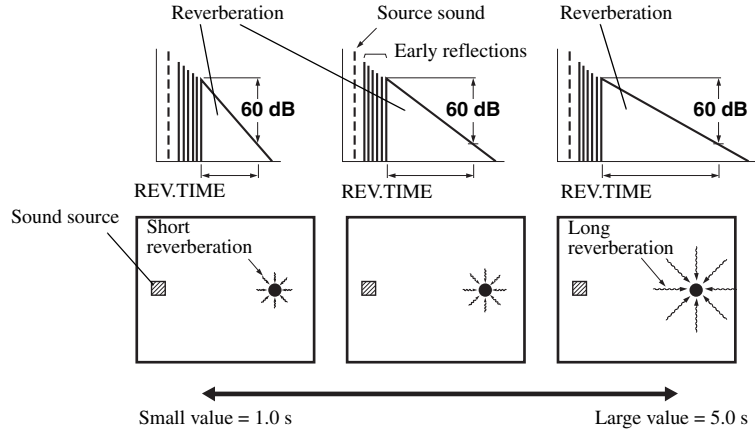 Reverberation
Source sound
Reverberation
Early reflections
60 dB
60 dB
60 dB
REV.TIME
REV.TIME
REV.TIME
Sound source
Short
reverberation
Long
reverberation
Small value = 1.0 s
Large value = 5.0 s